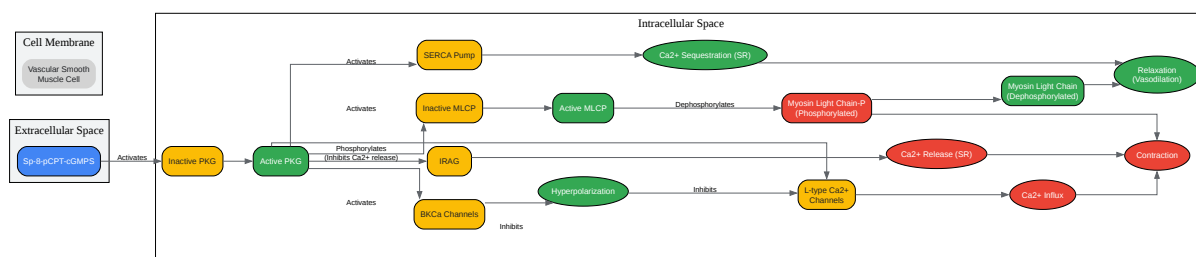 Intracellular Space
Cell Membrane
Vascular Smooth
Muscle Cell
Extracellular Space
Sp-8-pCPT-cGMPS
Activates
Inactive PKG
Active PKG
Activates
SERCA Pump
Ca2+ Sequestration (SR)
Relaxation
(Vasodilation)
Activates
Inactive MLCP
Active MLCP
Dephosphorylates
Myosin Light Chain-P
(Phosphorylated)
Myosin Light Chain
(Dephosphorylated)
Phosphorylates
(Inhibits Ca2+ release)
IRAG
Ca2+ Release (SR)
Contraction
Activates
BKCa Channels
Hyperpolarization
Inhibits
Inhibits
L-type Ca2+
Channels
Ca2+ Influx